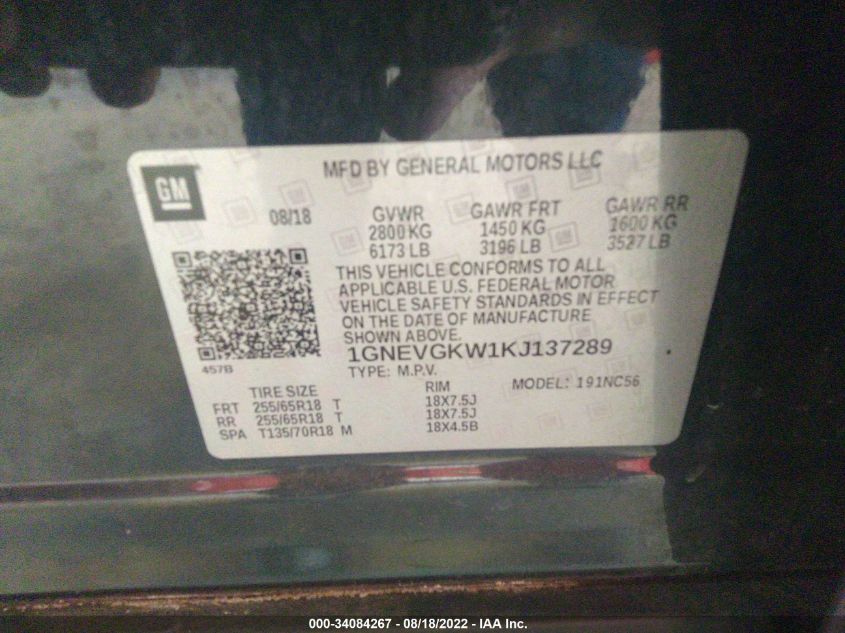 MFD BY GENERAL MOTORS LLC
GM
08/18
GVWR GAWR FRT GAWR RR
2800 KG 1450 KG 1600 KG
6173 LB 3196 LB 3527 LB
THIS VEHICLE CONFORMS TO ALL
APPLICABLE U.S. FEDERAL MOTOR
VEHICLE SAFETY STANDARDS IN EFFECT
ON THE DATE OF MANUFACTURE
SHOWN ABOVE.
1GNEVGKW1KJ137289
457B
TYPE: M.P.V. MODEL: 191NC56
TIRE SIZE RIM
FRT 255/65R18 T 18X7.5J
RR 255/65R18 T 18X7.5J
SPA T135/70R18 M 18X4.5B
000-34084267 - 08/18/2022 - IAA Inc.